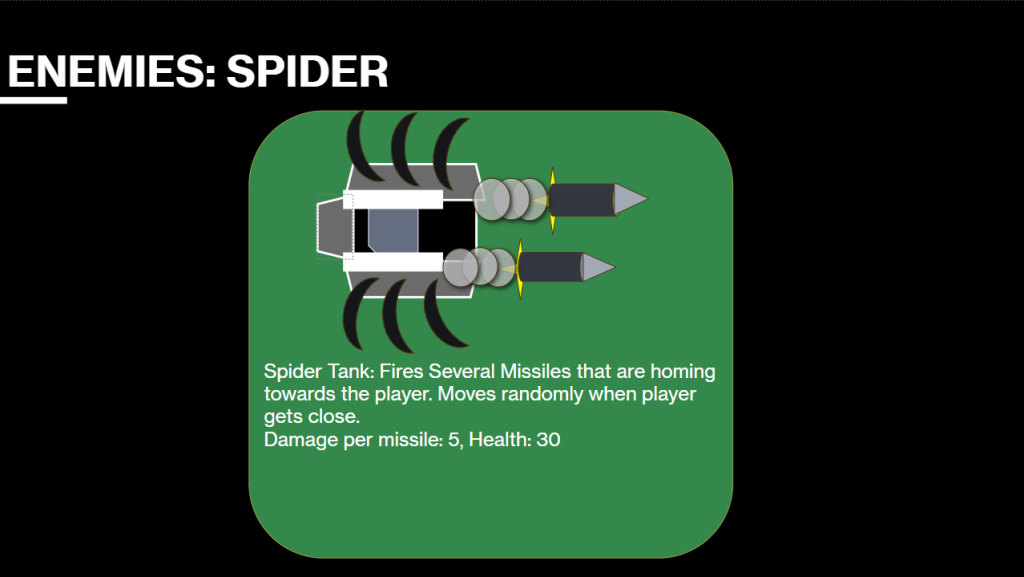 ENEMIES: SPIDER
Spider Tank: Fires Several Missiles that are homing
towards the player. Moves randomly when player
gets close.
Damage per missile: 5, Health: 30